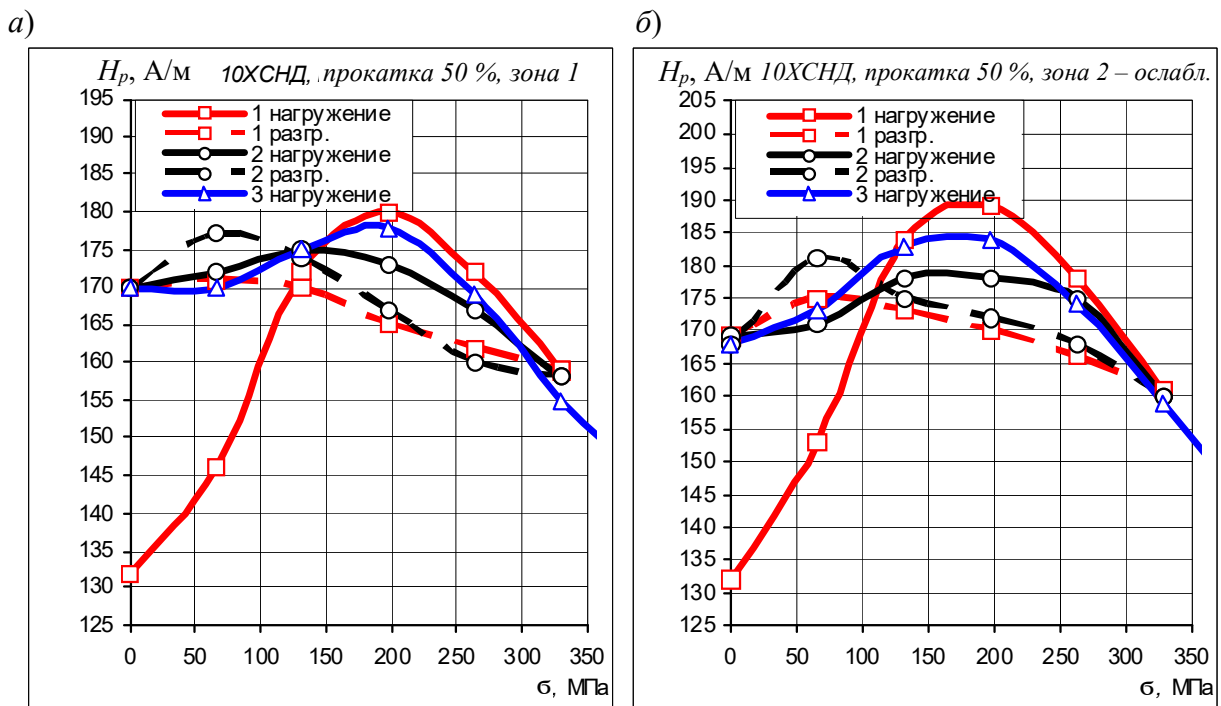 а)
H_p, А/м 10ХСНД, прокатка 50 %, зона 1
195
190
185
180
175
170
165
160
155
150
145
140
135
130
125
1 нагружение
1 разгр.
2 нагружение
2 разгр.
3 нагружение
0 50 100 150 200 250 300 350
σ, МПа
б)
H_p, А/м 10ХСНД, прокатка 50 %, зона 2 – ослабл.
205
200
195
190
185
180
175
170
165
160
155
150
145
140
135
130
125
1 нагружение
1 разгр.
2 нагружение
2 разгр.
3 нагружение
0 50 100 150 200 250 300 350
σ, МПа